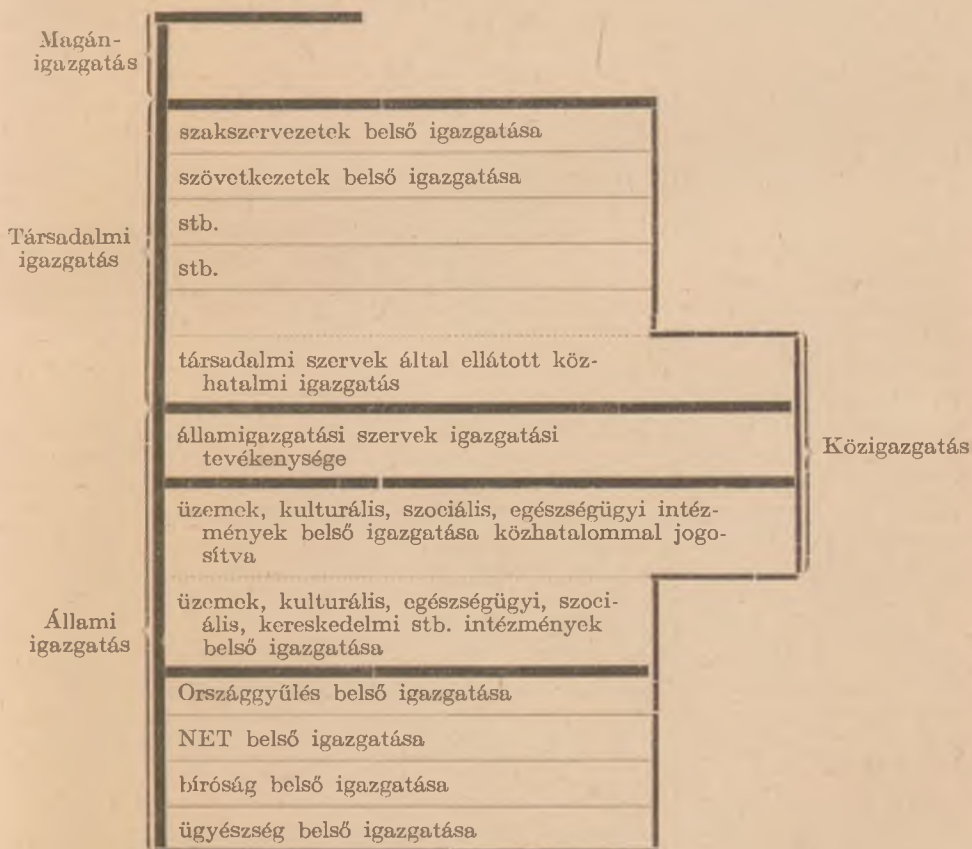 Magán-
igazgatás
szakszervezetek belső igazgatása
szövetkezetek belső igazgatása
stb.
Társadalmi
igazgatás
stb.
társadalmi szervek által ellátott köz-
hatalmi igazgatás
államigazgatási szervek igazgatási
tevékenysége
Közigazgatás
üzemek, kulturális, szociális, egészségügyi intéz-
mények belső igazgatása közhatalommal jogo-
sítva
Állami
igazgatás
üzemek, kulturális, egészségügyi, szoci-
ális, kereskedelmi stb. intézmények
belső igazgatása
Országgyűlés belső igazgatása
NET belső igazgatása
bíróság belső igazgatása
ügyészség belső igazgatása